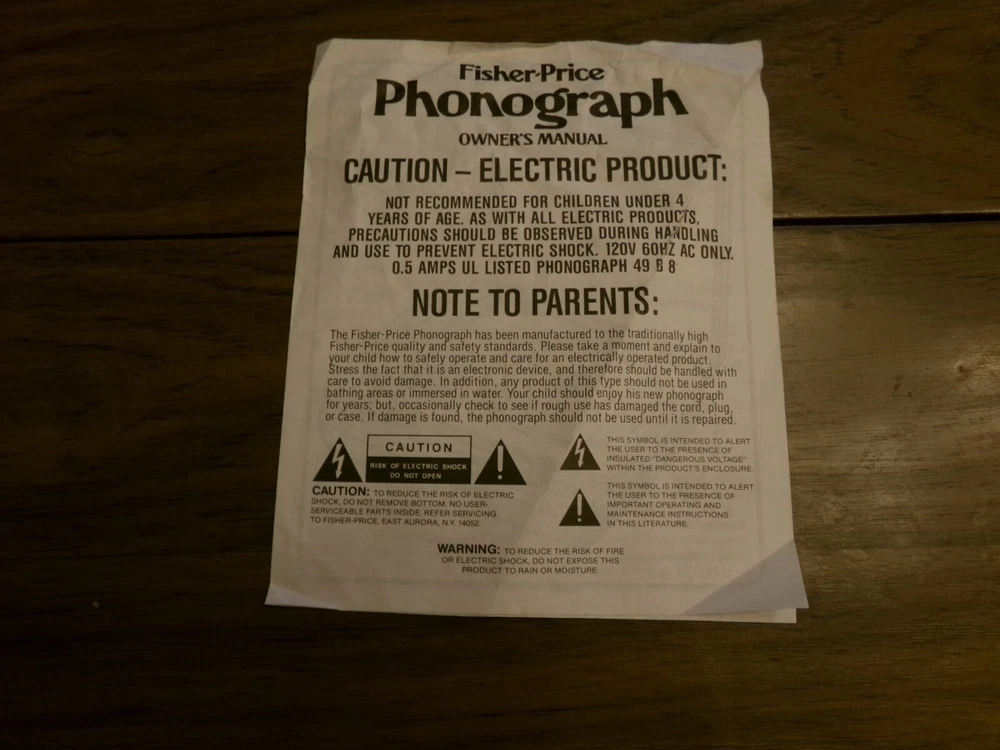 Fisher-Price
Phonograph
OWNER'S MANUAL
CAUTION – ELECTRIC PRODUCT:
NOT RECOMMENDED FOR CHILDREN UNDER 4
YEARS OF AGE. AS WITH ALL ELECTRIC PRODUCTS,
PRECAUTIONS SHOULD BE OBSERVED DURING HANDLING
AND USE TO PREVENT ELECTRIC SHOCK. 120V 60HZ AC ONLY.
0.5 AMPS UL LISTED PHONOGRAPH 49 B 8
NOTE TO PARENTS:
The Fisher-Price Phonograph has been manufactured to the traditionally high
Fisher-Price quality and safety standards. Please take a moment and explain to
your child how to safely operate and care for an electrically operated product.
Stress the fact that it is an electronic device, and therefore should be handled with
care to avoid damage. In addition, any product of this type should not be used in
bathing areas or immersed in water. Your child should enjoy his new phonograph
for years; but, occasionally check to see if rough use has damaged the cord, plug,
or case. If damage is found, the phonograph should not be used until it is repaired.
CAUTION
RISK OF ELECTRIC SHOCK
DO NOT OPEN
CAUTION: TO REDUCE THE RISK OF ELECTRIC
SHOCK, DO NOT REMOVE BOTTOM. NO USER-
SERVICEABLE PARTS INSIDE. REFER SERVICING
TO FISHER-PRICE, EAST AURORA, N.Y. 14052.
THIS SYMBOL IS INTENDED TO ALERT
THE USER TO THE PRESENCE OF
INSULATED "DANGEROUS VOLTAGE"
WITHIN THE PRODUCT'S ENCLOSURE.
THIS SYMBOL IS INTENDED TO ALERT
THE USER TO THE PRESENCE OF
IMPORTANT OPERATING AND
MAINTENANCE INSTRUCTIONS
IN THIS LITERATURE.
WARNING: TO REDUCE THE RISK OF FIRE
OR ELECTRIC SHOCK, DO NOT EXPOSE THIS
PRODUCT TO RAIN OR MOISTURE.